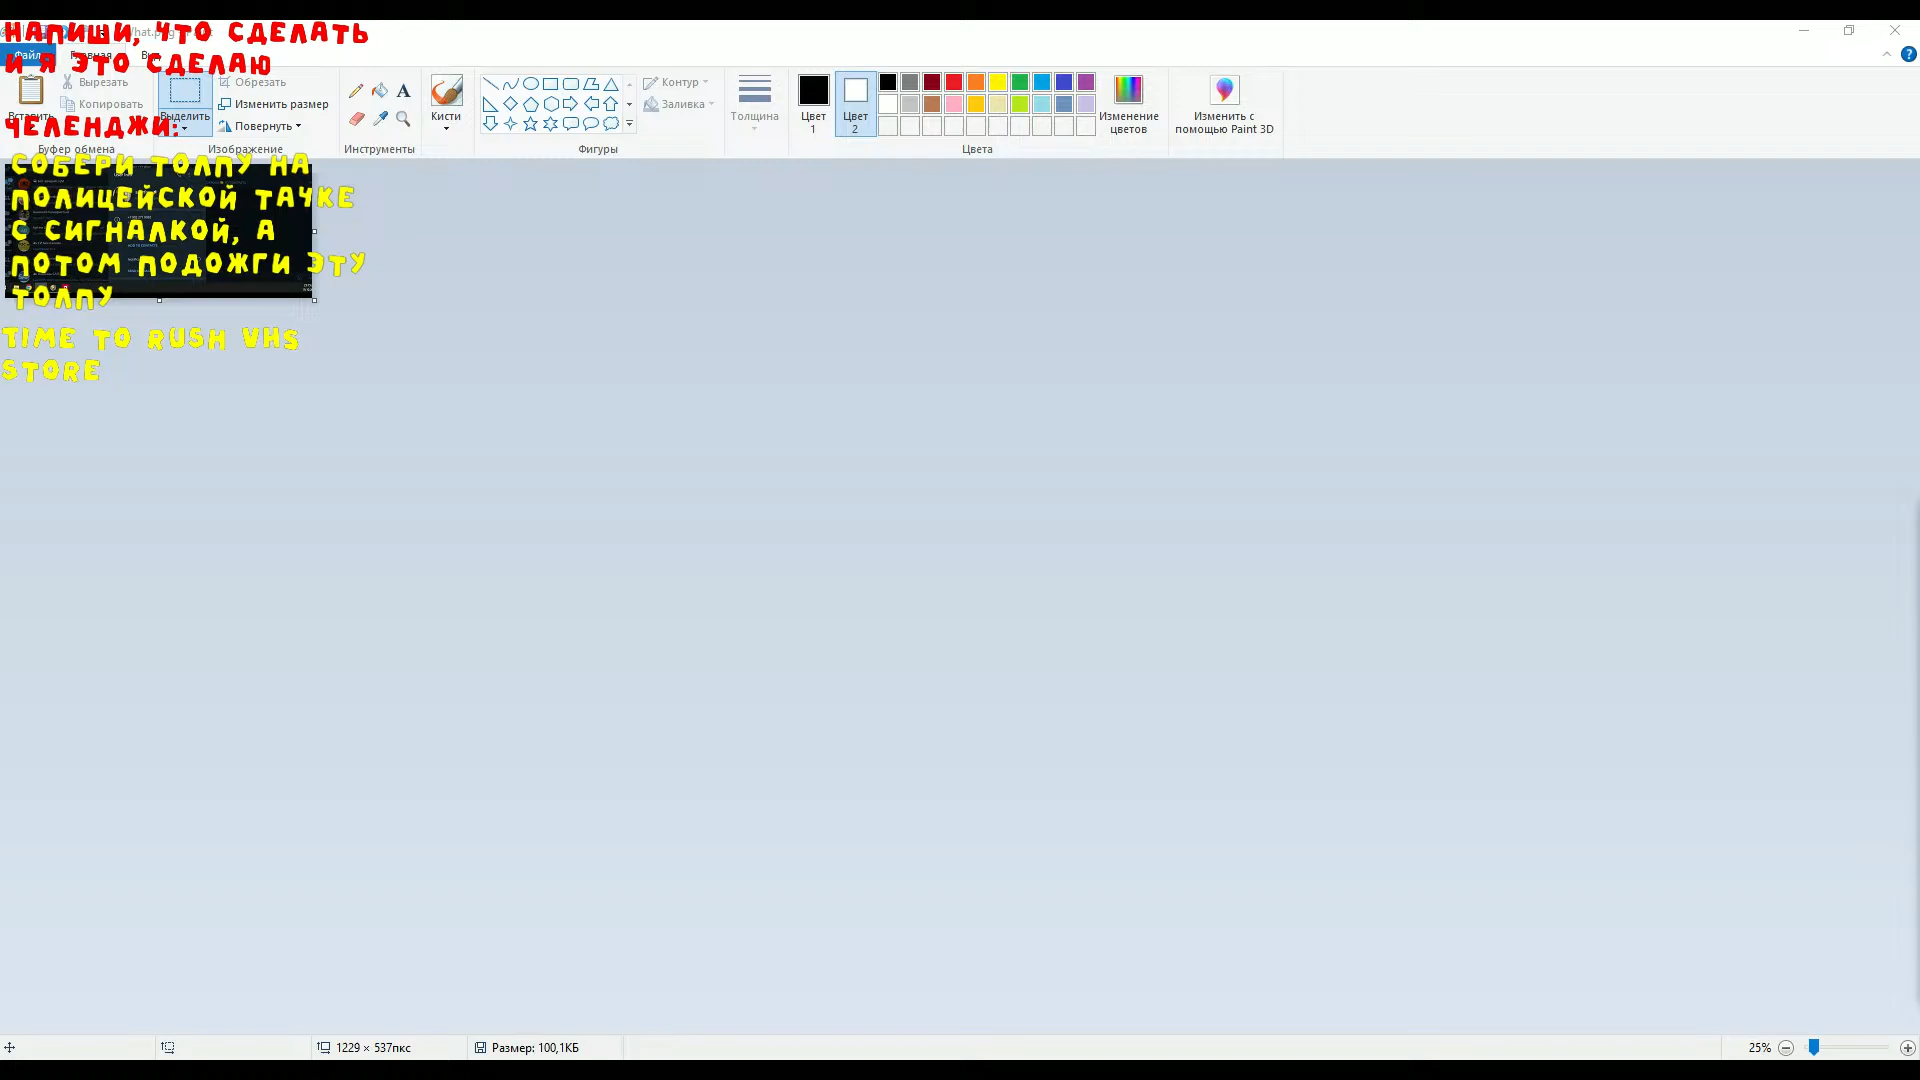 НАПИШИ, ЧТО СДЕЛАТЬ
И Я ЭТО СДЕЛАЮ
Файл
Вырезать
Копировать
Вставить
Буфер обмена
Выделить
Обрезать
Изменить размер
Повернуть
Изображение
Инструменты
Кисти
Фигуры
Контур
Заливка
Толщина
Цвет
1
Цвет
2
Цвета
Изменение
цветов
Изменить с
помощью Paint 3D
ЧЕЛЕНДЖИ:
СОБЕРИ ТОЛПУ НА
ПОЛИЦЕЙСКОЙ ТАЧКЕ
С СИГНАЛКОЙ, А
ПОТОМ ПОДОЖГИ ЭТУ
ТОЛПУ
TIME TO RUSH VHS
STORE
1229 × 537пкс
Размер: 100,1КБ
25%